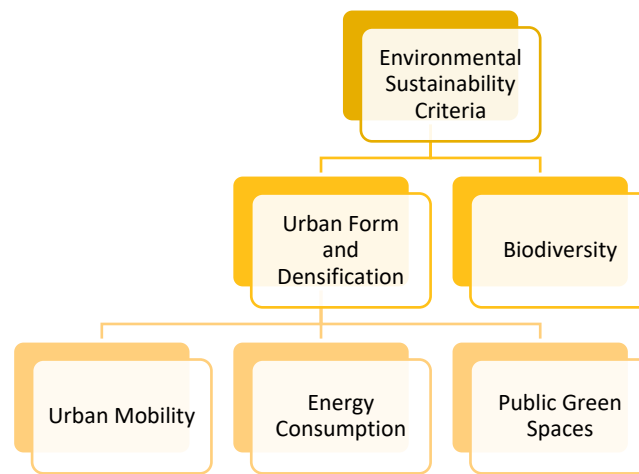 Environmental
Sustainability
Criteria
Urban Form
and
Densification
Biodiversity
Urban Mobility
Energy
Consumption
Public Green
Spaces